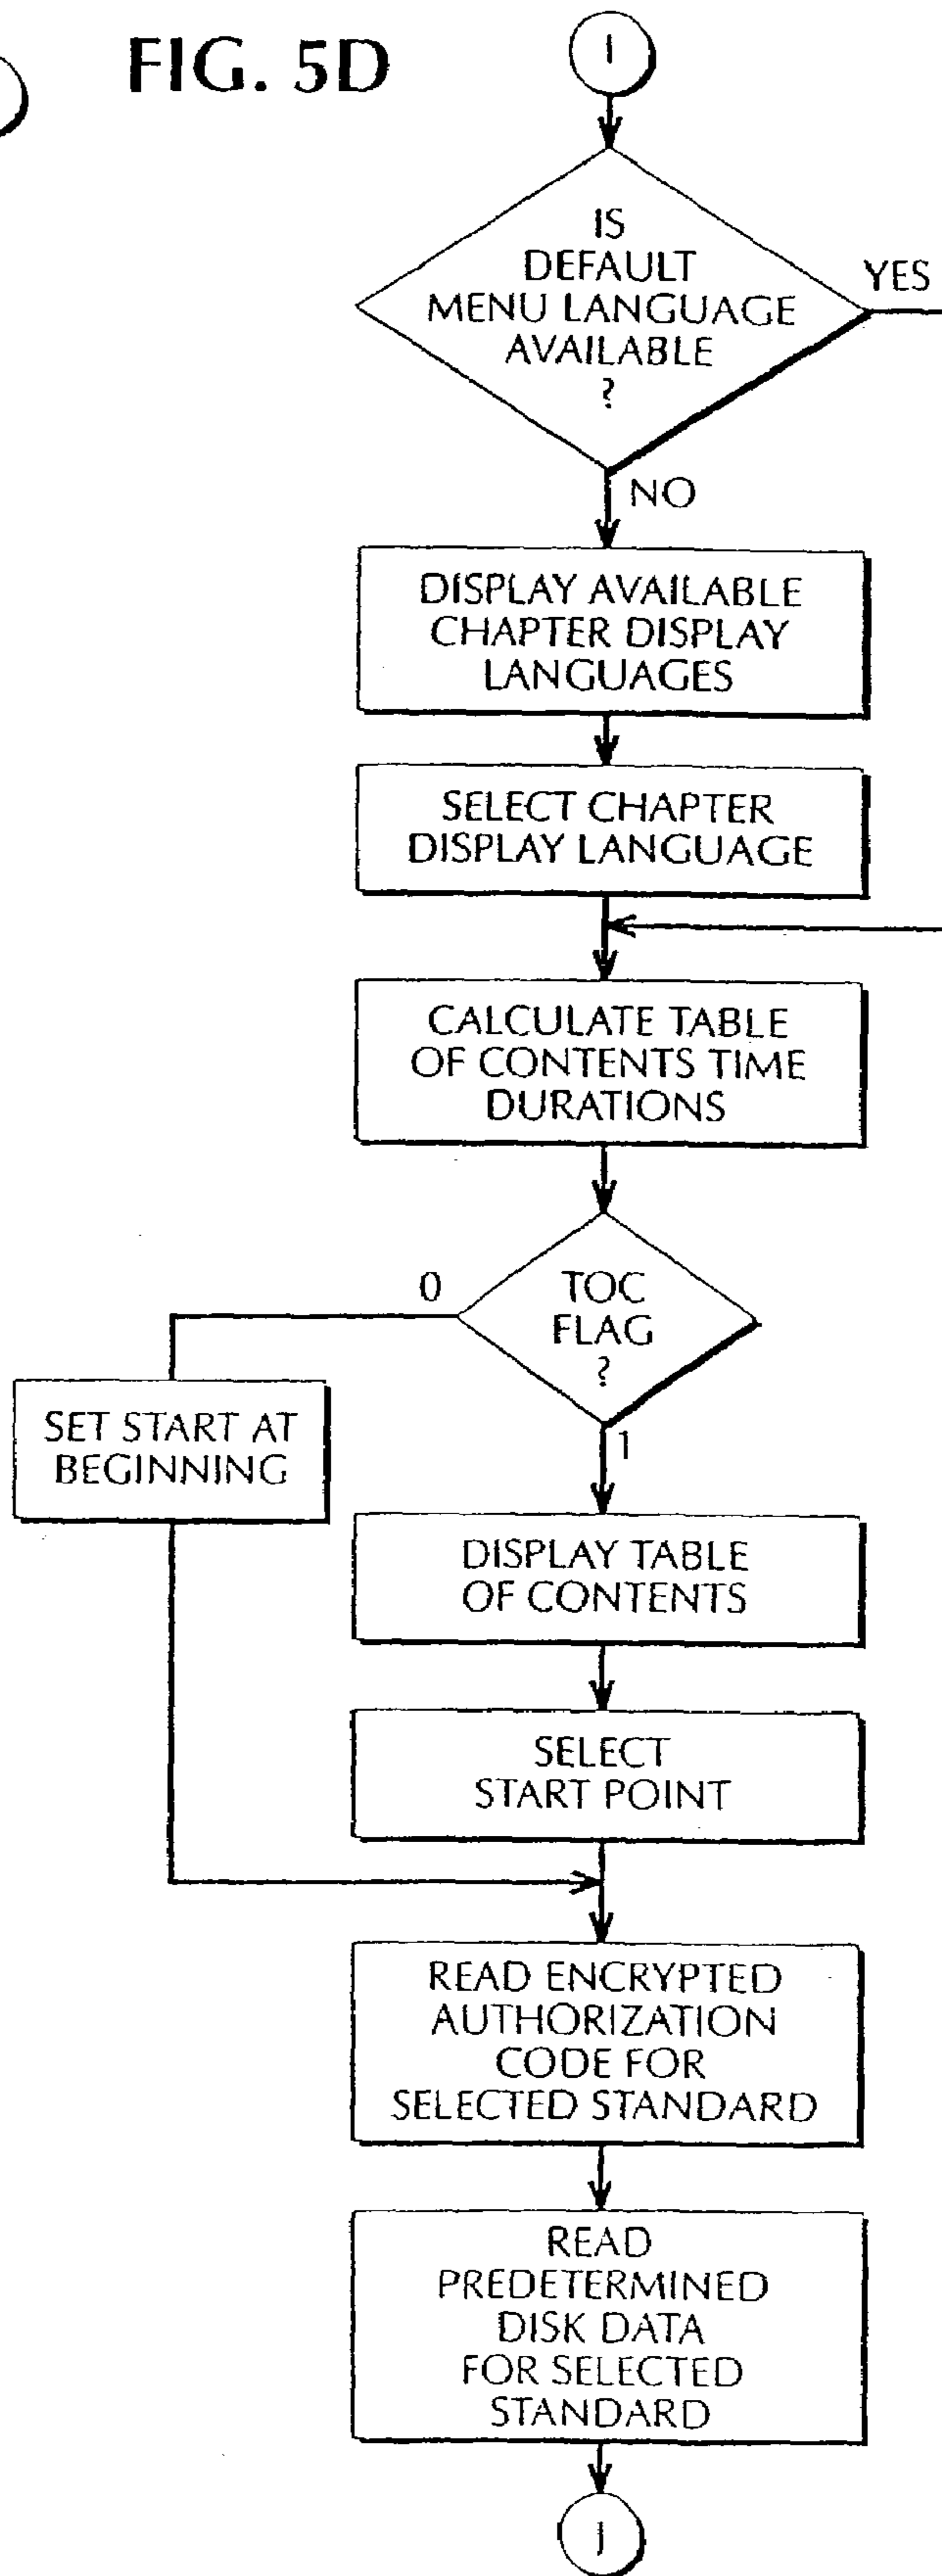 FIG. 5D
I
IS
DEFAULT
MENU LANGUAGE
AVAILABLE
?
YES
NO
DISPLAY AVAILABLE
CHAPTER DISPLAY
LANGUAGES
SELECT CHAPTER
DISPLAY LANGUAGE
CALCULATE TABLE
OF CONTENTS TIME
DURATIONS
TOC
FLAG
?
0
1
SET START AT
BEGINNING
DISPLAY TABLE
OF CONTENTS
SELECT
START POINT
READ ENCRYPTED
AUTHORIZATION
CODE FOR
SELECTED STANDARD
READ
PREDETERMINED
DISK DATA
FOR SELECTED
STANDARD
J